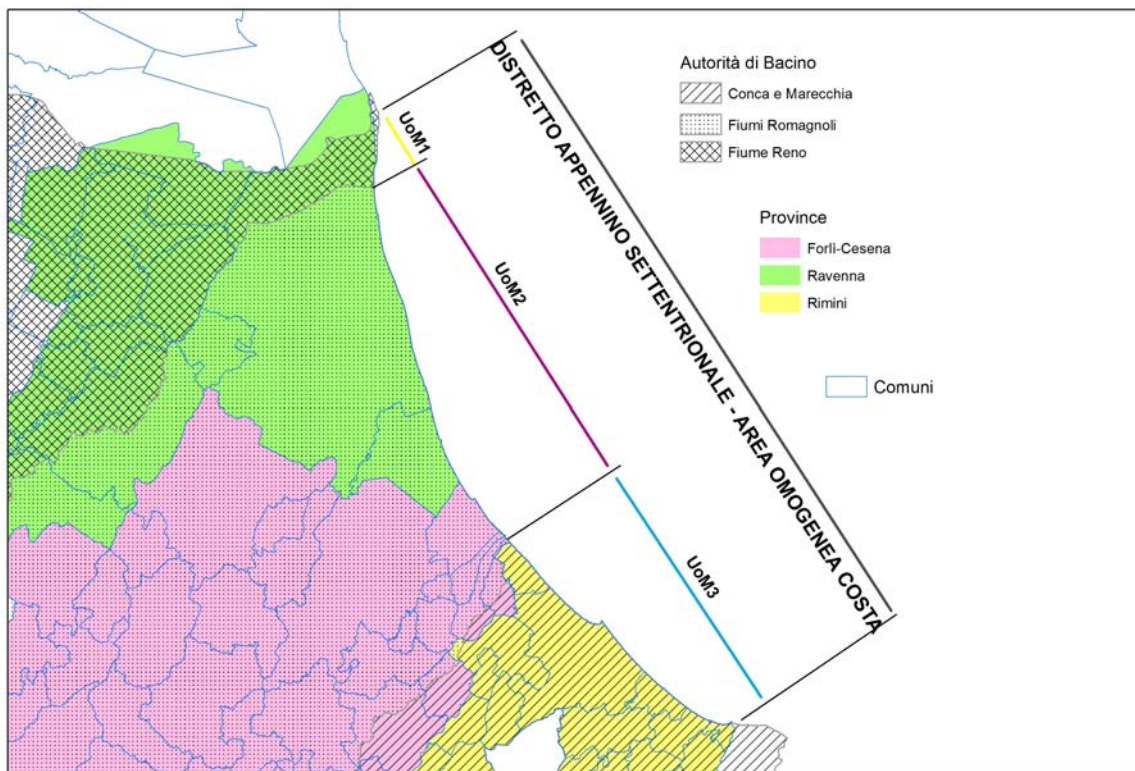 DISTRETTO APPENNINO SETTENTRIONALE - AREA OMOGENEA COSTA
UoM1
UoM2
UoM3
Autorità di Bacino
Conca e Marecchia
Fiumi Romagnoli
Fiume Reno
Province
Forlì-Cesena
Ravenna
Rimini
Comuni